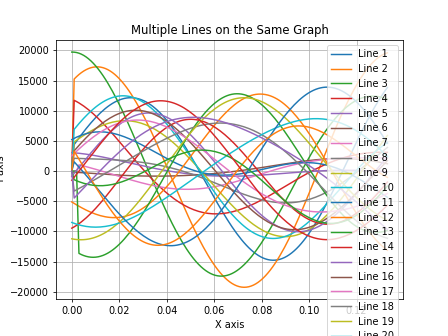 Multiple Lines on the Same Graph
20000
15000
10000
5000
0
−5000
−10000
−15000
−20000
0.00
0.02
0.04
0.06
0.08
0.10
X axis
axis
Line 1
Line 2
Line 3
Line 4
Line 5
Line 6
Line 7
Line 8
Line 9
Line 10
Line 11
Line 12
Line 13
Line 14
Line 15
Line 16
Line 17
Line 18
Line 19
Line 20